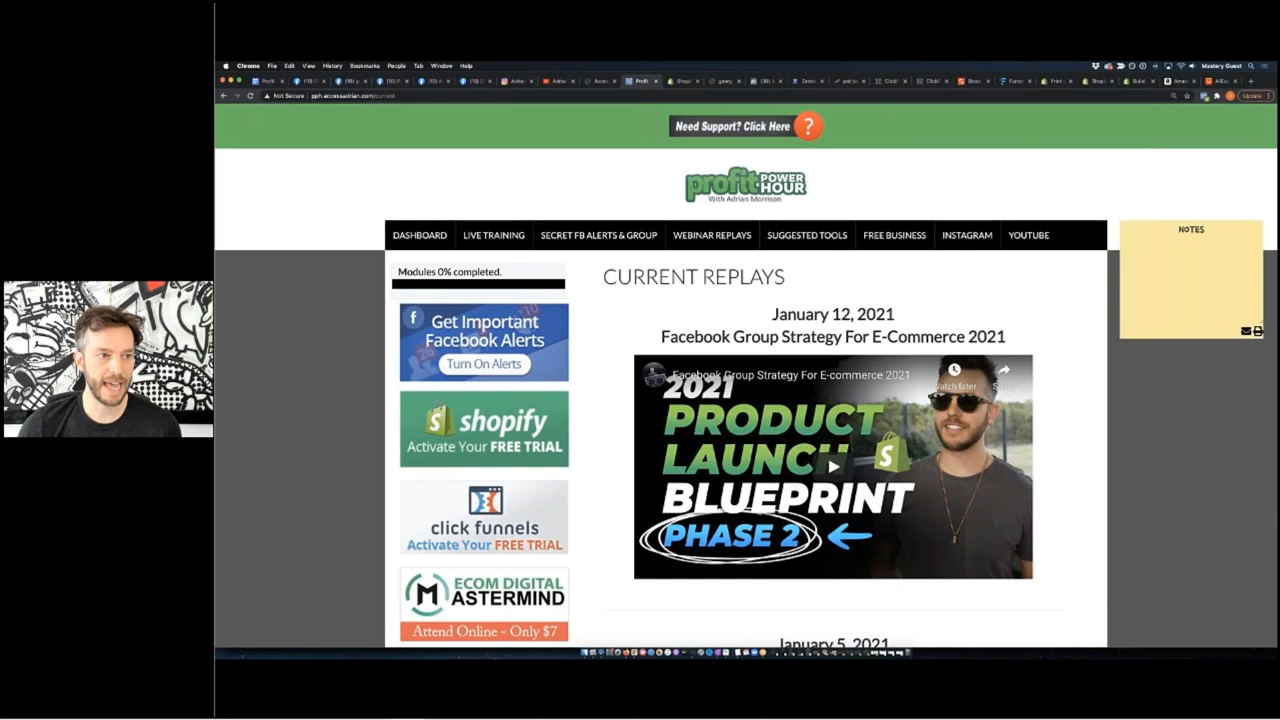 Chrome File Edit View History Bookmarks People Tab Window Help
Mastery Guest
Not Secure | pph.accessadrian.com/current
Update
Need Support? Click Here ?
profit POWER HOUR
With Adrian Morrison
DASHBOARD LIVE TRAINING SECRET FB ALERTS & GROUP WEBINAR REPLAYS SUGGESTED TOOLS FREE BUSINESS INSTAGRAM YOUTUBE
NOTES
Modules 0% completed.
Get Important
Facebook Alerts
Turn On Alerts
shopify
Activate Your FREE TRIAL
click funnels
Activate Your FREE TRIAL
ECOM DIGITAL
MASTERMIND
Attend Online - Only $7
CURRENT REPLAYS
January 12, 2021
Facebook Group Strategy For E-Commerce 2021
Facebook Group Strategy For E-commerce 2021
Watch later
2021
PRODUCT
LAUNCH
BLUEPRINT
PHASE 2
January 5, 2021